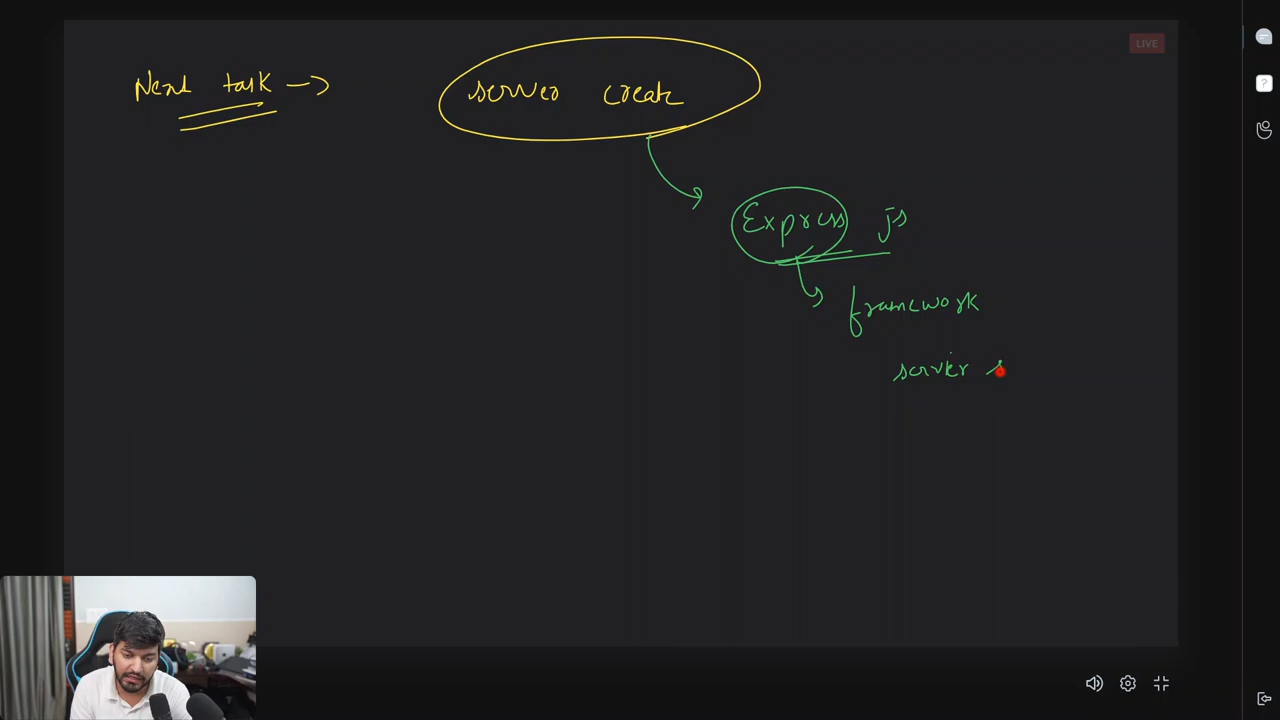 Next task → server create
LIVE
Express js
framework
server s